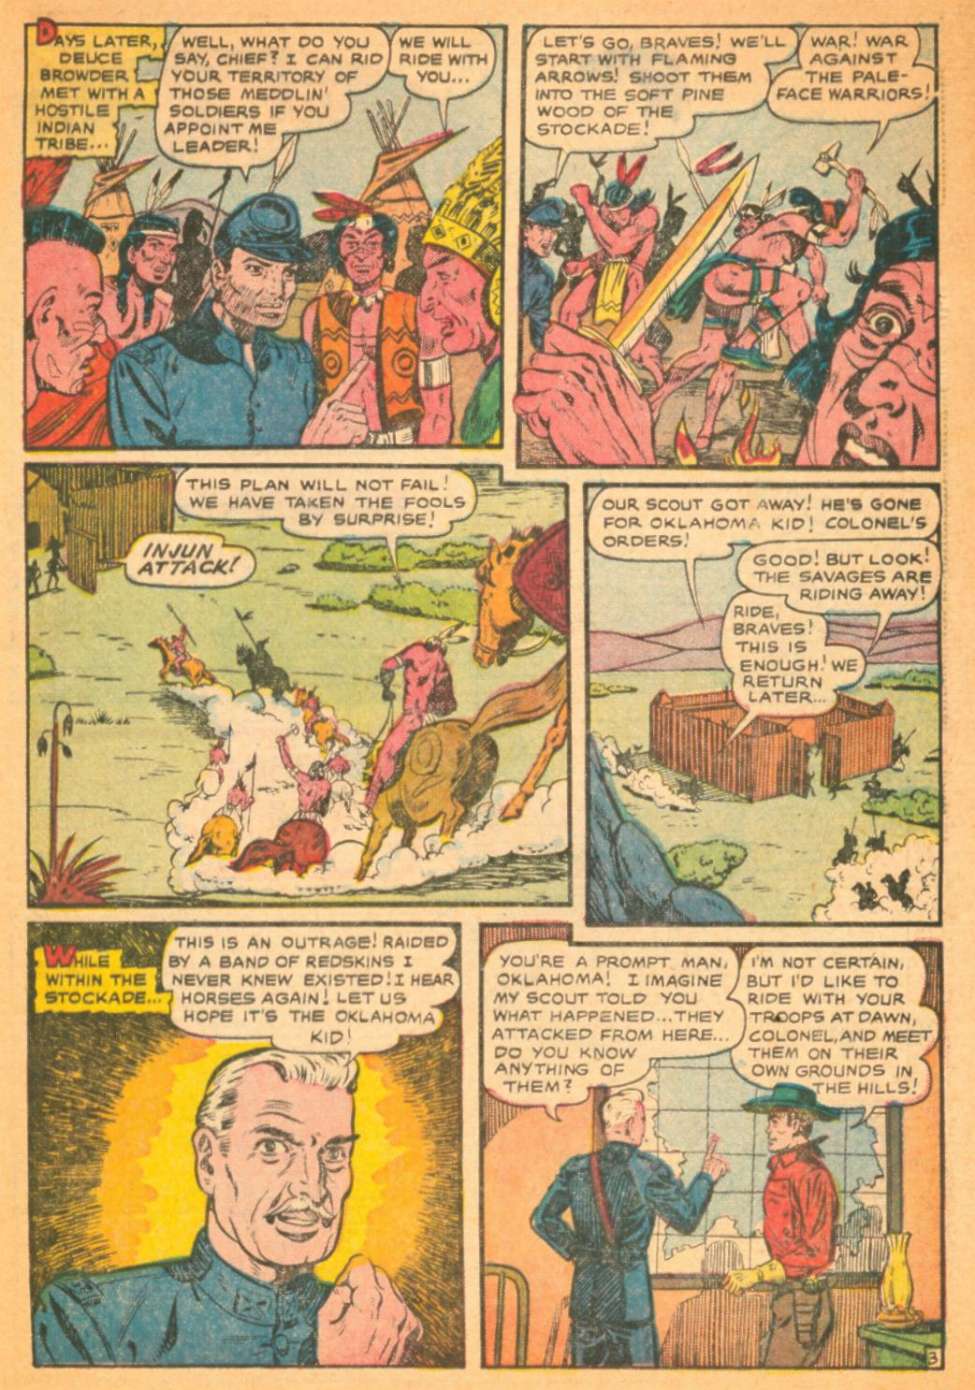 DAYS LATER,
DEUCE
BROWDER
MET WITH A
HOSTILE
INDIAN
TRIBE...
WELL, WHAT DO YOU
SAY, CHIEF? I CAN RID
YOUR TERRITORY OF
THOSE MEDDLIN'
SOLDIERS IF YOU
APPOINT ME
LEADER!
WE WILL
RIDE WITH
YOU...
LET'S GO, BRAVES! WE'LL
START WITH FLAMING
ARROWS! SHOOT THEM
INTO THE SOFT PINE
WOOD OF THE
STOCKADE!
WAR! WAR
AGAINST
THE PALE-
FACE WARRIORS!
THIS PLAN WILL NOT FAIL!
WE HAVE TAKEN THE FOOLS
BY SURPRISE!
INJUN
ATTACK!
OUR SCOUT GOT AWAY! HE'S GONE
FOR OKLAHOMA KID! COLONEL'S
ORDERS!
GOOD! BUT LOOK!
THE SAVAGES ARE
RIDING AWAY!
RIDE,
BRAVES!
THIS IS
ENOUGH! WE
RETURN
LATER...
WHILE
WITHIN THE
STOCKADE...
THIS IS AN OUTRAGE! RAIDED
BY A BAND OF REDSKINS I
NEVER KNEW EXISTED! I HEAR
HORSES AGAIN! LET US
HOPE IT'S THE OKLAHOMA
KID!
YOU'RE A PROMPT MAN,
OKLAHOMA! I IMAGINE
MY SCOUT TOLD YOU
WHAT HAPPENED...THEY
ATTACKED FROM HERE...
DO YOU KNOW
ANYTHING OF
THEM?
I'M NOT CERTAIN,
BUT I'D LIKE TO
RIDE WITH YOUR
TROOPS AT DAWN,
COLONEL, AND MEET
THEM ON THEIR
OWN GROUNDS IN
THE HILLS!
3